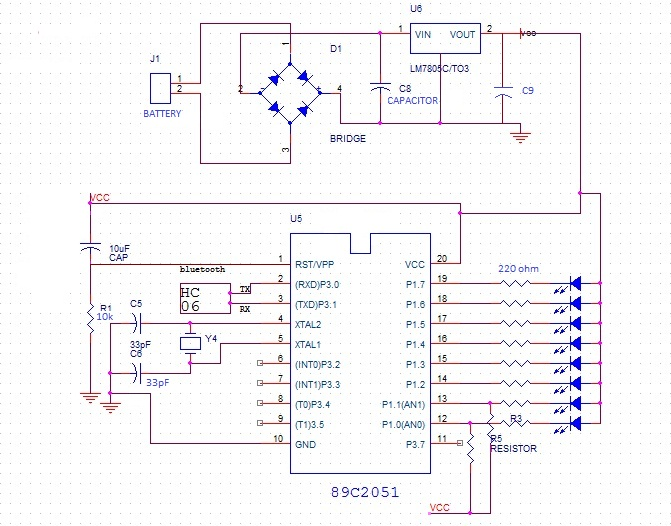 U6
1 VIN VOUT 2
D1
J1
LM7805C/TO3
1
1
2
2
4
C8
CAPACITOR
C9
BATTERY
BRIDGE
3
VCC
U5
10uF
CAP
1 RST/VPP VCC 20
bluetooth
220 ohm
HC
06
TX
RX
2 (RXD)P3.0 P1.7 19
3 (TXD)P3.1 P1.6 18
C5
R1
10k
4 XTAL2 P1.5 17
Y4
33pF
C6
5 XTAL1 P1.4 16
6 (INT0)P3.2 P1.3 15
33pF
7 (INT1)P3.3 P1.2 14
8 (T0)P3.4 P1.1(AN1) 13
9 (T1)3.5 P1.0(AN0) 12
R3
10 GND P3.7 11
R5
RESISTOR
89C2051
VCC